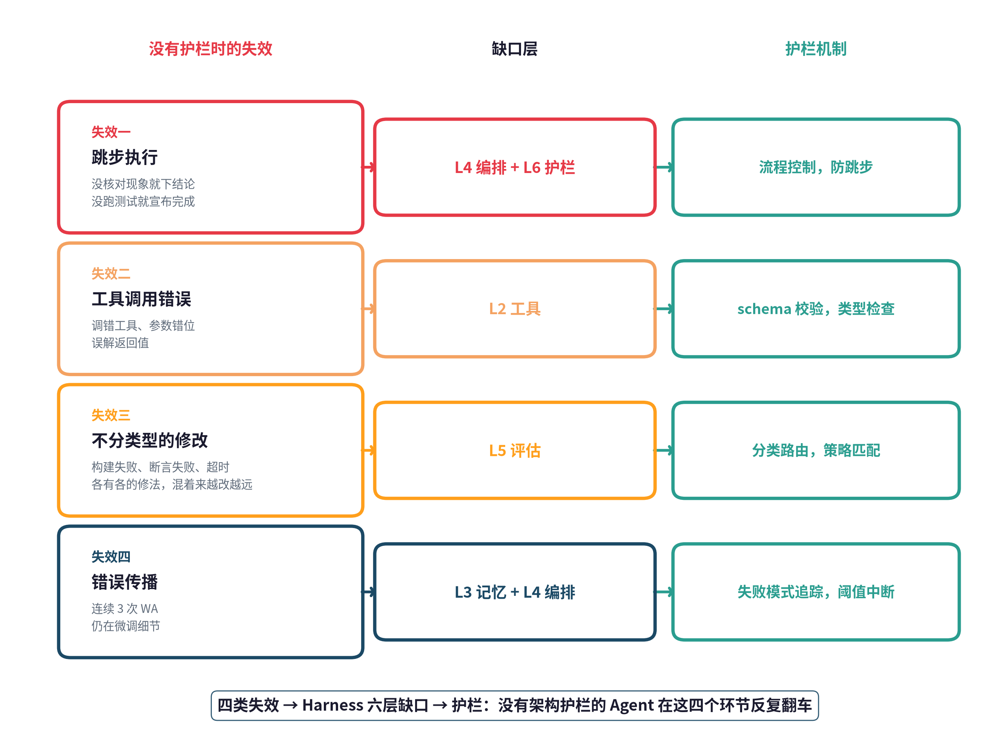 没有护栏时的失效
缺口层
护栏机制
失效一
跳步执行
没核对现象就下结论
没跑测试就宣布完成
L4 编排 + L6 护栏
流程控制，防跳步
失效二
工具调用错误
调错工具、参数错位
误解返回值
L2 工具
schema 校验，类型检查
失效三
不分类型的修改
构建失败、断言失败、超时
各有各的修法，混着来越改越远
L5 评估
分类路由，策略匹配
失效四
错误传播
连续 3 次 WA
仍在微调细节
L3 记忆 + L4 编排
失败模式追踪，阈值中断
四类失效 → Harness 六层缺口 → 护栏：没有架构护栏的 Agent 在这四个环节反复翻车